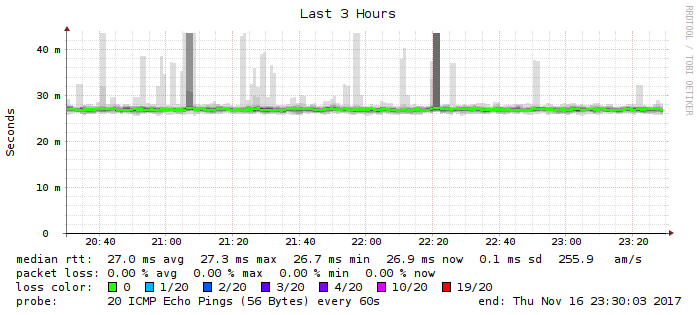 Last 3 Hours
RRDTOOL / TOBI OETIKER
Seconds
40 m
30 m
20 m
10 m
0
20:40 21:00 21:20 21:40 22:00 22:20 22:40 23:00 23:20
median rtt: 27.0 ms avg 27.3 ms max 26.7 ms min 26.9 ms now 0.1 ms sd 255.9 am/s
packet loss: 0.00 % avg 0.00 % max 0.00 % min 0.00 % now
loss color: 0 1/20 2/20 3/20 4/20 10/20 19/20
probe: 20 ICMP Echo Pings (56 Bytes) every 60s end: Thu Nov 16 23:30:03 2017